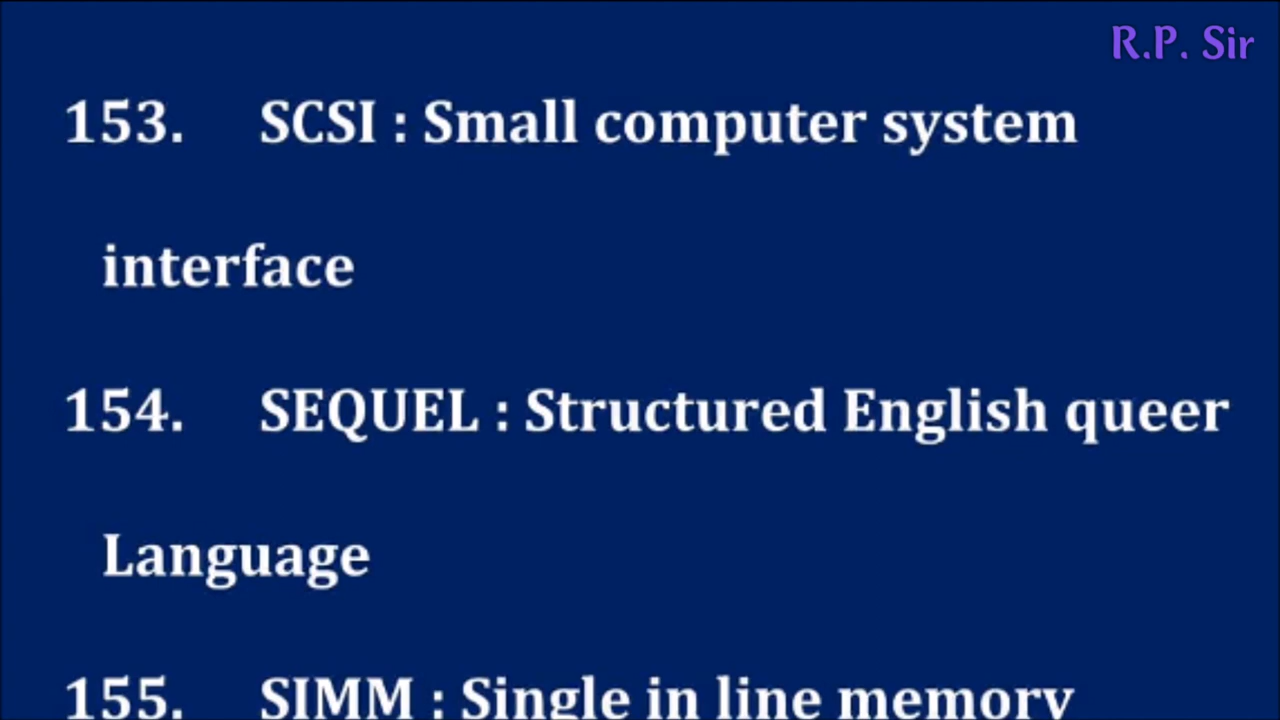 R.P. Sir
153. SCSI : Small computer system
interface
154. SEQUEL : Structured English queer
Language
155. SIMM : Single in line memory